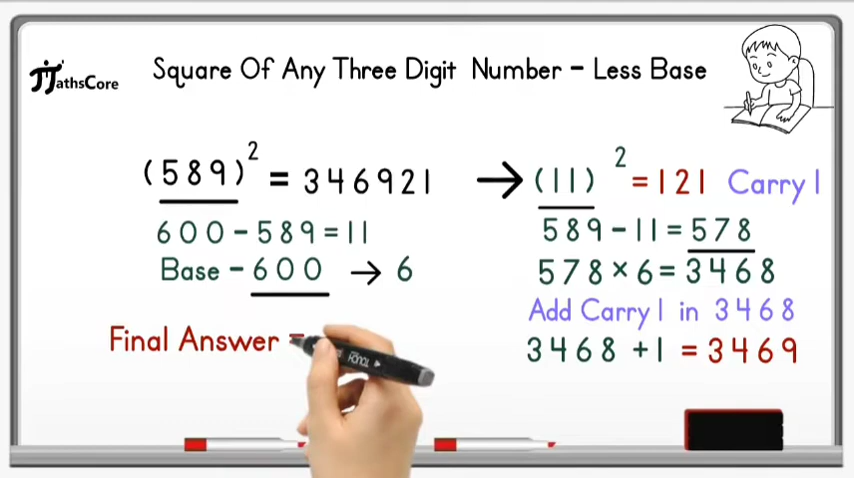 πathsCore
Square Of Any Three Digit Number - Less Base
(589)² = 346921
600 - 589 = 11
Base - 600 → 6
Final Answer =
→ (11)² = 121 Carry 1
589 - 11 = 578
578 × 6 = 3468
Add Carry 1 in 3468
3468 + 1 = 3469